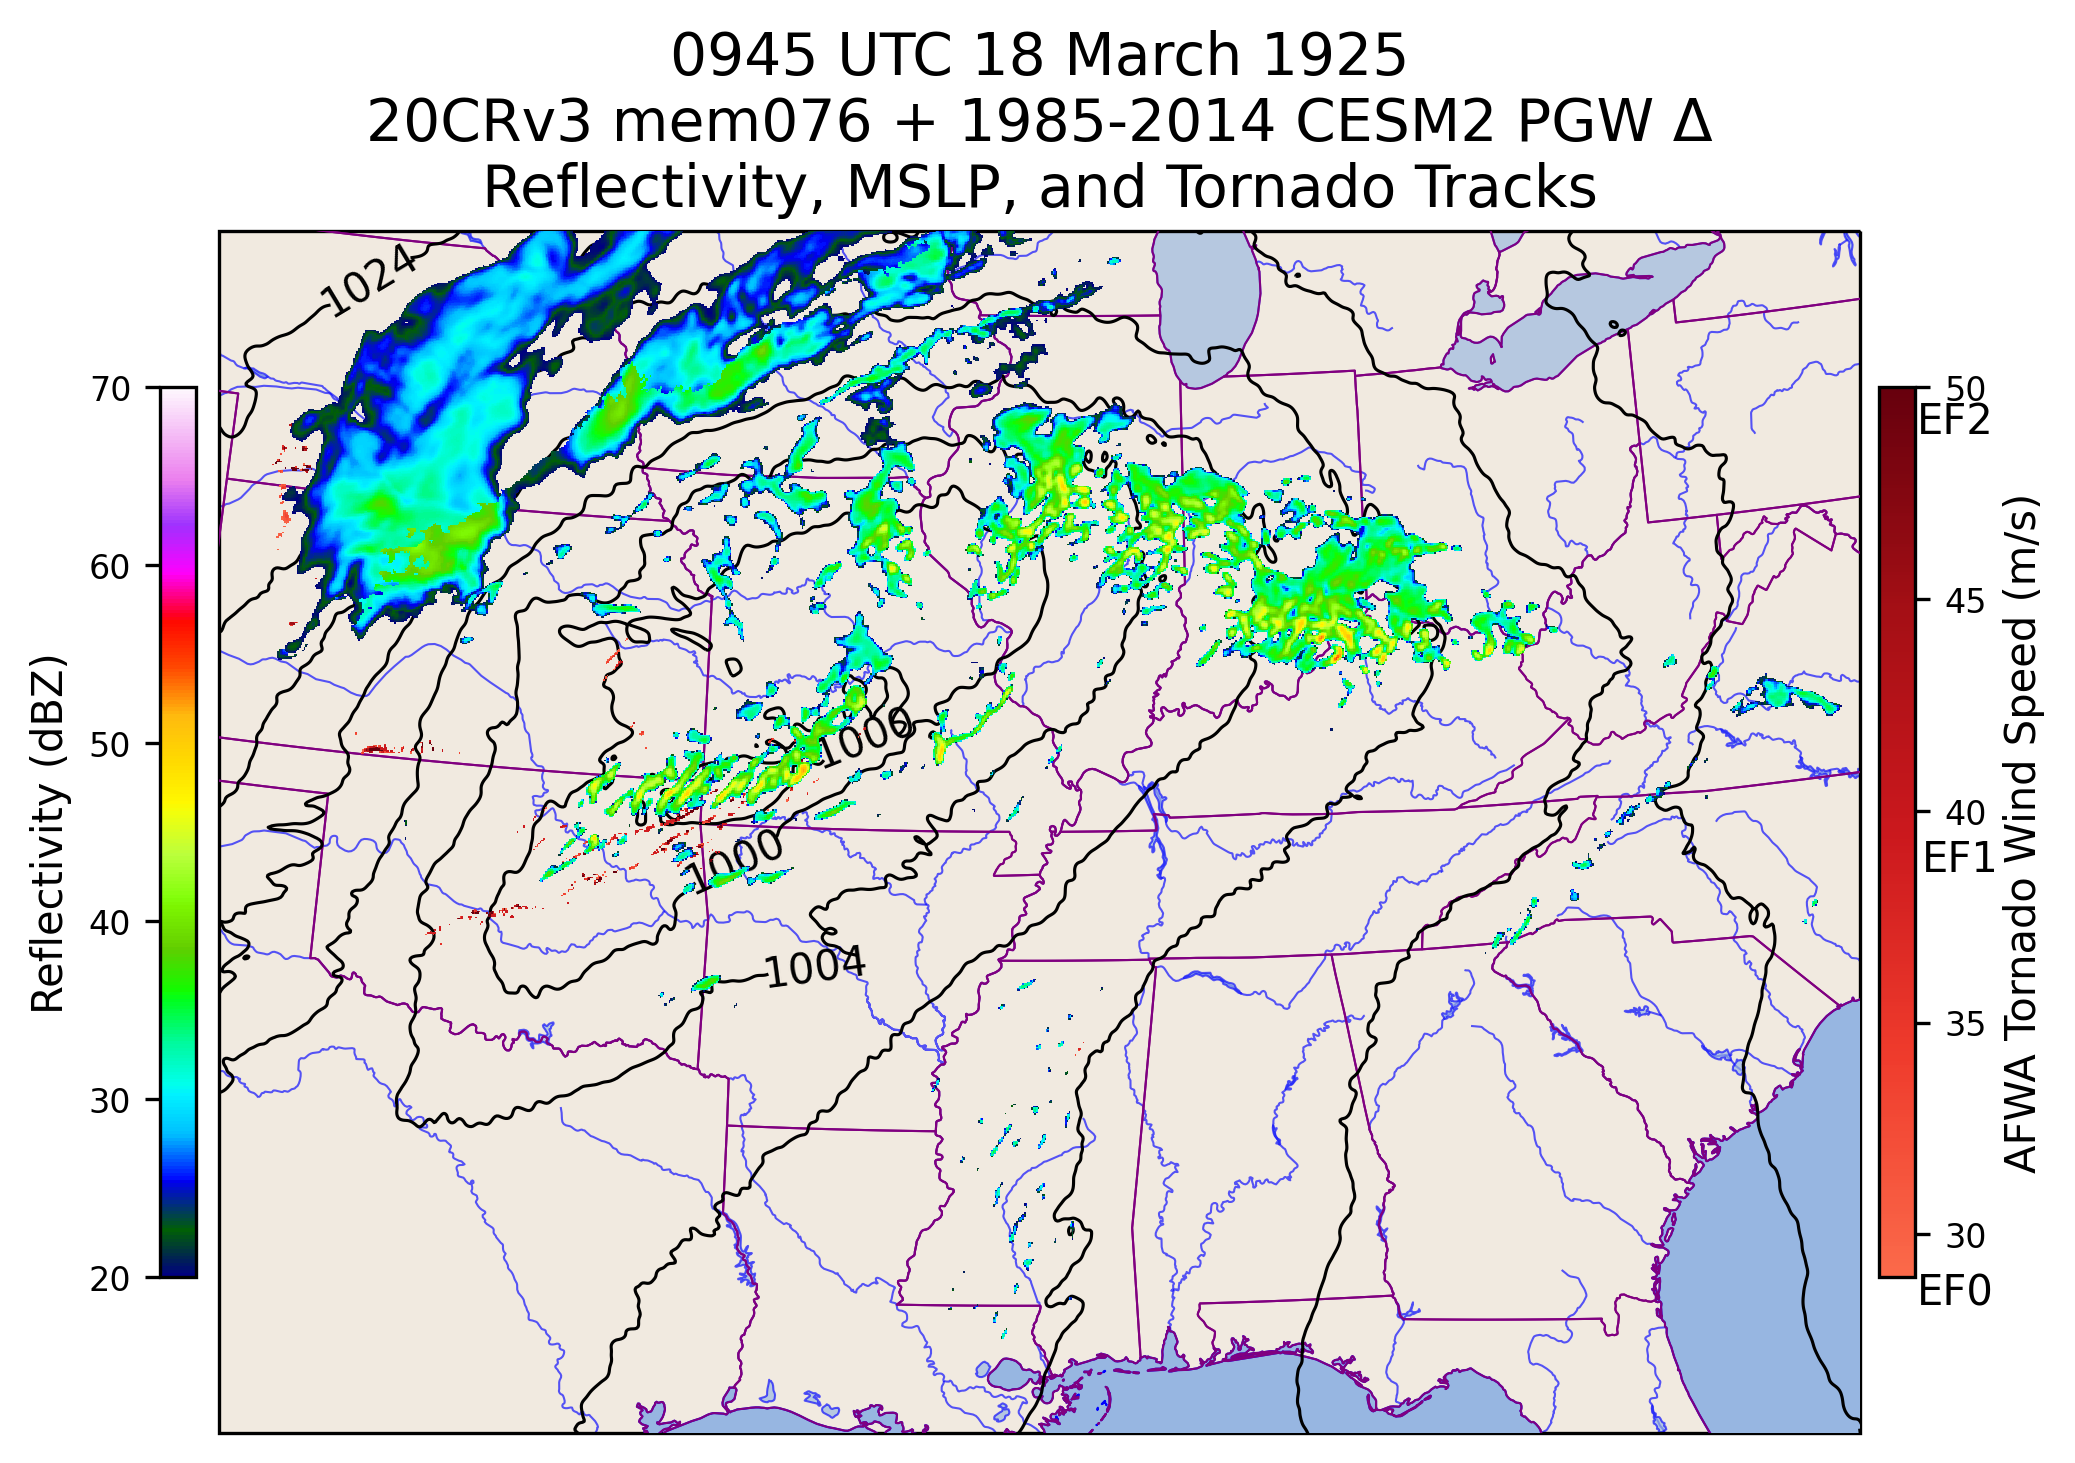 0945 UTC 18 March 1925
20CRv3 mem076 + 1985-2014 CESM2 PGW Δ
Reflectivity, MSLP, and Tornado Tracks
1024
1006
1000
1004
70
60
50
40
30
20
Reflectivity (dBZ)
50
EF2
45
40
EF1
35
30
EF0
AFWA Tornado Wind Speed (m/s)